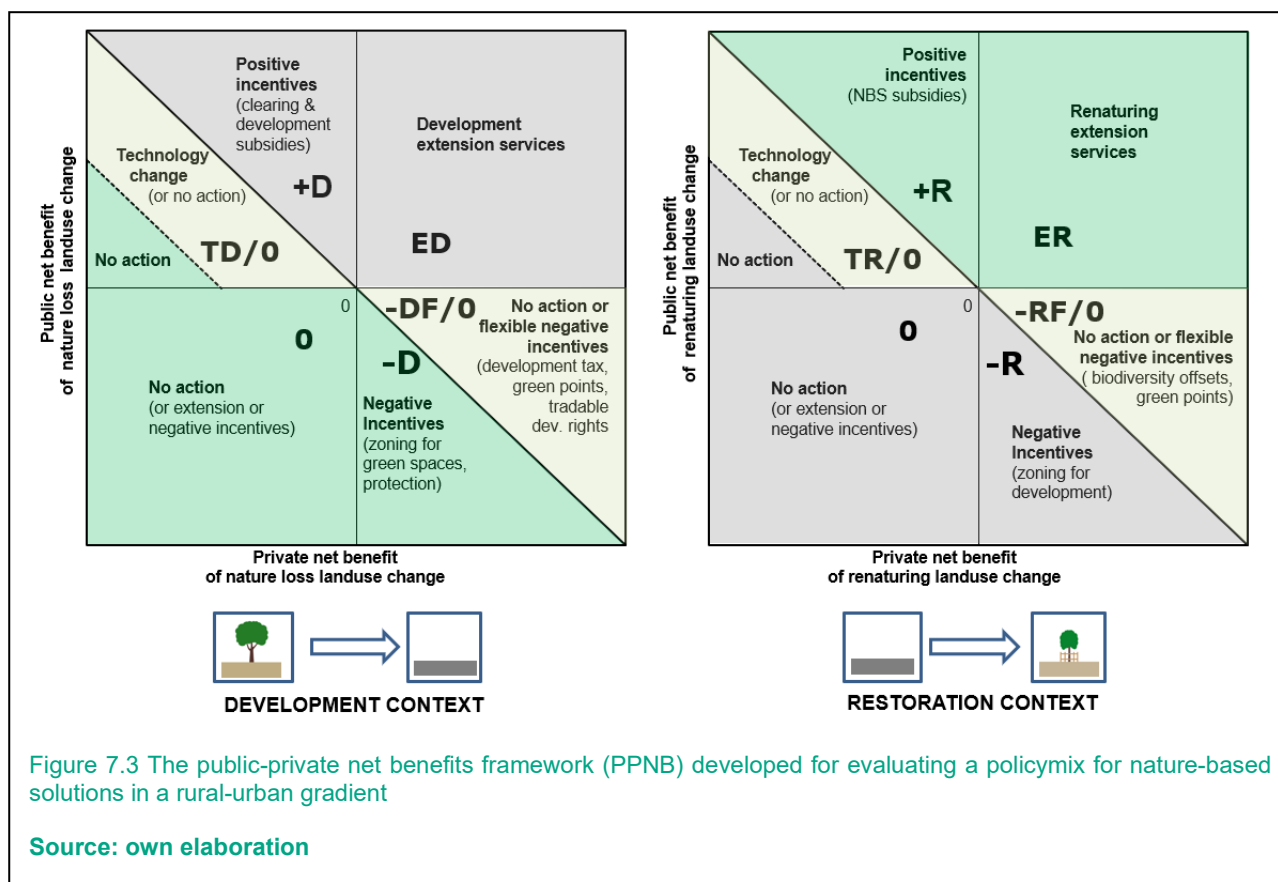 Public net benefit
of nature loss landuse change
Positive
incentives
(clearing &
development
subsidies)
+D
Development
extension services
ED
Technology
change
(or no action)
TD/0
No action
0
0
No action
(or extension or
negative incentives)
-DF/0
No action or
flexible negative
incentives
(development tax,
green points,
tradable
dev. rights
-D
Negative
Incentives
(zoning for
green spaces,
protection)
Private net benefit
of nature loss landuse change
DEVELOPMENT CONTEXT
Public net benefit
of renaturing landuse change
Positive
incentives
(NBS subsidies)
+R
Renaturing
extension
services
ER
Technology
change
(or no action)
TR/0
No action
0
0
No action
(or extension or
negative incentives)
-RF/0
No action or flexible
negative incentives
( biodiversity offsets,
green points)
-R
Negative
Incentives
(zoning for
development)
Private net benefit
of renaturing landuse change
RESTORATION CONTEXT
Figure 7.3 The public-private net benefits framework (PPNB) developed for evaluating a policymix for nature-based
solutions in a rural-urban gradient
Source: own elaboration